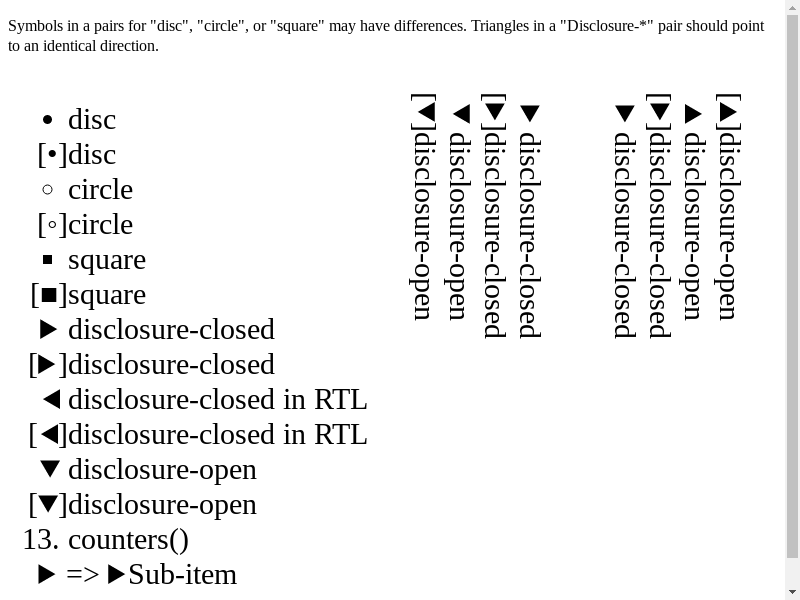 Symbols in a pairs for "disc", "circle", or "square" may have differences. Triangles in a "Disclosure-*" pair should point
to an identical direction.
• disc
[•]disc
◦ circle
[◦]circle
▪ square
[■]square
▶ disclosure-closed
[▶]disclosure-closed
◀ disclosure-closed in RTL
[◀]disclosure-closed in RTL
▼ disclosure-open
[▼]disclosure-open
13. counters()
▶ => ▶Sub-item
▼ disclosure-closed
[▼]disclosure-closed
◀ disclosure-open
[◀]disclosure-open
[▶]disclosure-open
▶ disclosure-open
[▼]disclosure-closed
▼ disclosure-closed